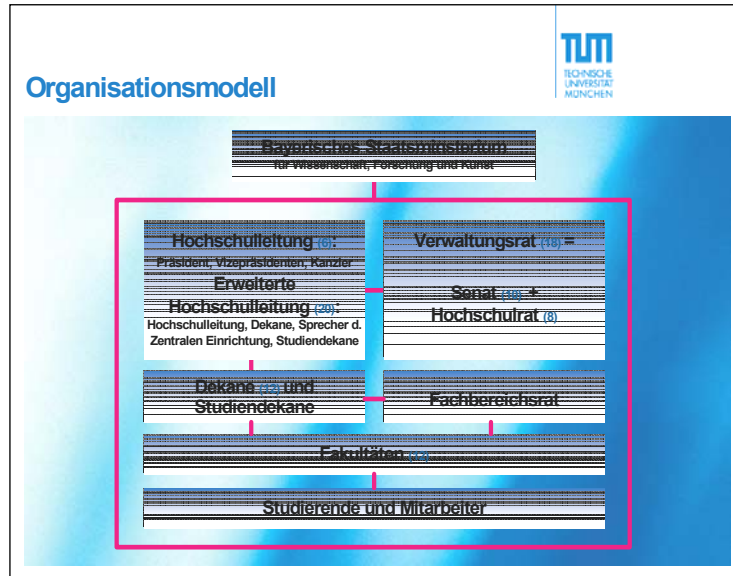 TUM
TECHNISCHE
UNIVERSITÄT
MÜNCHEN
Organisationsmodell
Bayerisches Staatsministerium
für Wissenschaft, Forschung und Kunst
Hochschulleitung (6):
Präsident, Vizepräsidenten, Kanzler
Erweiterte
Hochschulleitung (20):
Hochschulleitung, Dekane, Sprecher d.
Zentralen Einrichtung, Studiendekane
Verwaltungsrat (18) =
Senat (10) +
Hochschulrat (8)
Dekane (12) und
Studiendekane
Fachbereichsrat
Fakultäten
Studierende und Mitarbeiter